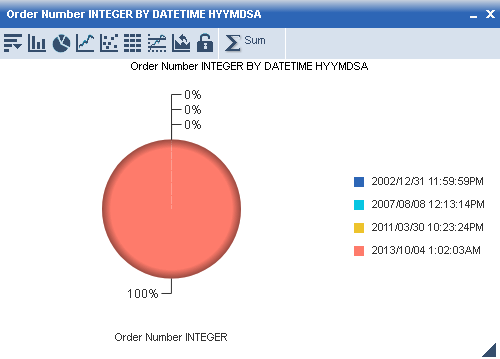 Order Number INTEGER BY DATETIME HYYMDSA
Sum
Order Number INTEGER BY DATETIME HYYMDSA
0%
0%
0%
2002/12/31 11:59:59PM
2007/08/08 12:13:14PM
2011/03/30 10:23:24PM
2013/10/04 1:02:03AM
100%
Order Number INTEGER